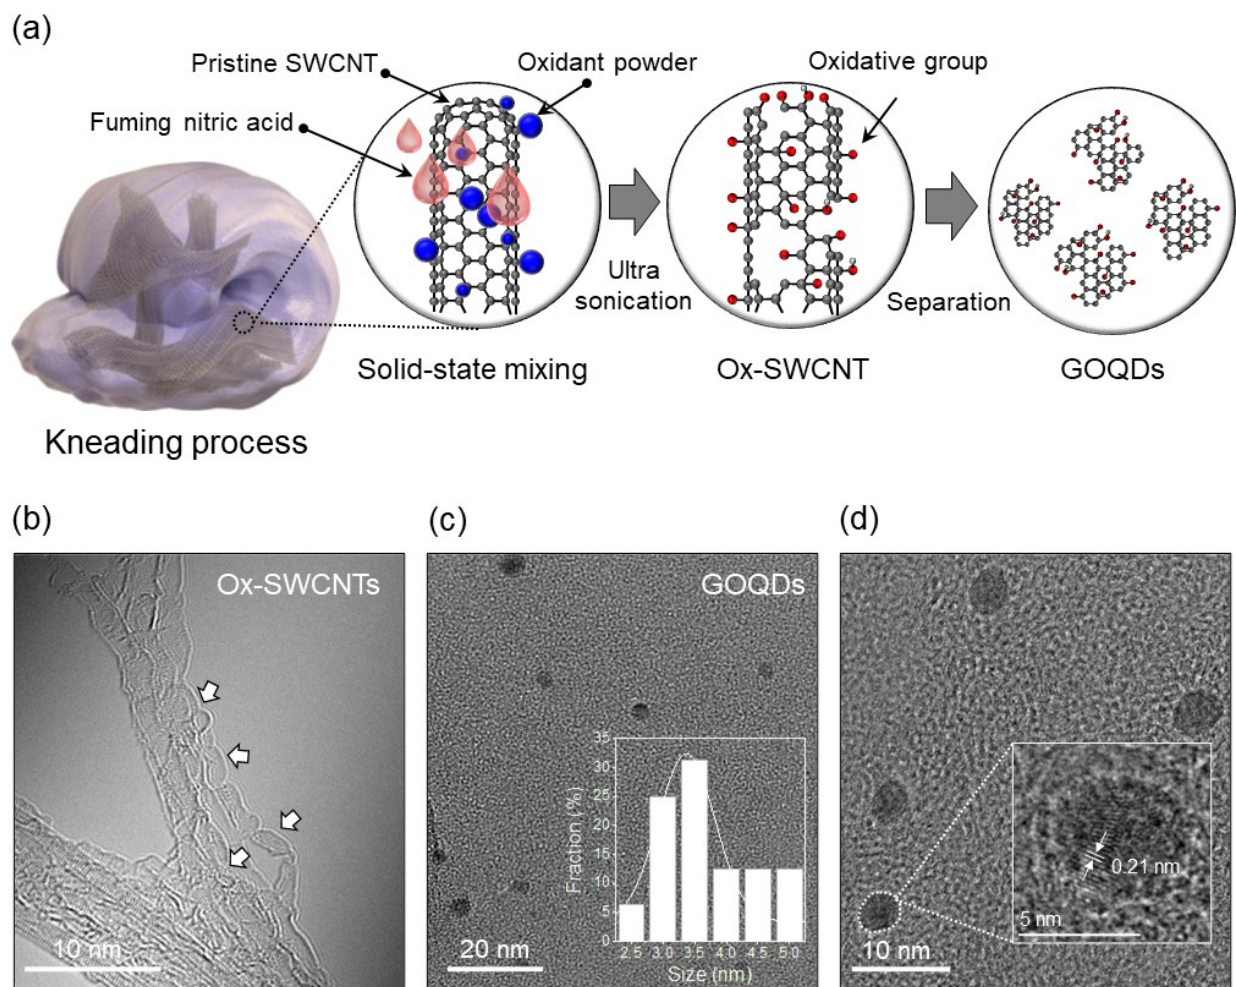 (a)
Pristine SWCNT
Oxidant powder
Oxidative group
Fuming nitric acid
Ultra
sonication
Separation
Solid-state mixing
Ox-SWCNT
GOQDs
Kneading process
(b)
(c)
(d)
Ox-SWCNTs
10 nm
GOQDs
35
30
25
20
15
10
5
0
Fraction (%)
2.5 3.0 3.5 4.0 4.5 5.0
Size (nm)
20 nm
0.21 nm
5 nm
10 nm